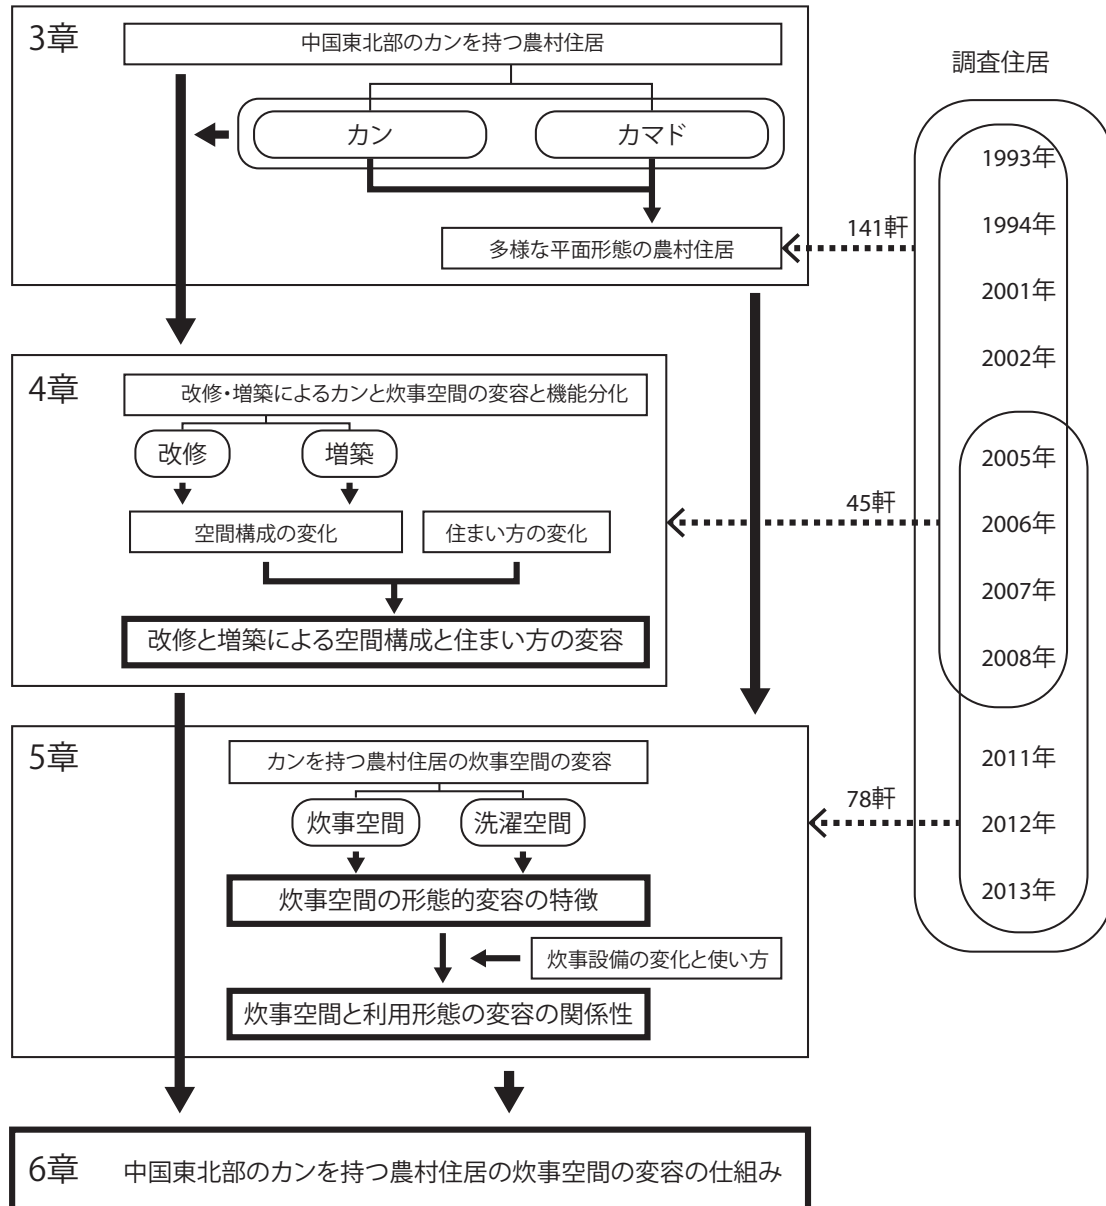 3章
中国東北部のカンを持つ農村住居
カン
カマド
多様な平面形態の農村住居
4章
改修・増築によるカンと炊事空間の変容と機能分化
改修
増築
空間構成の変化
住まい方の変化
改修と増築による空間構成と住まい方の変容
5章
カンを持つ農村住居の炊事空間の変容
炊事空間
洗濯空間
炊事空間の形態的変容の特徴
炊事設備の変化と使い方
炊事空間と利用形態の変容の関係性
6章
中国東北部のカンを持つ農村住居の炊事空間の変容の仕組み
調査住居
141軒
45軒
78軒
1993年
1994年
2001年
2002年
2005年
2006年
2007年
2008年
2011年
2012年
2013年